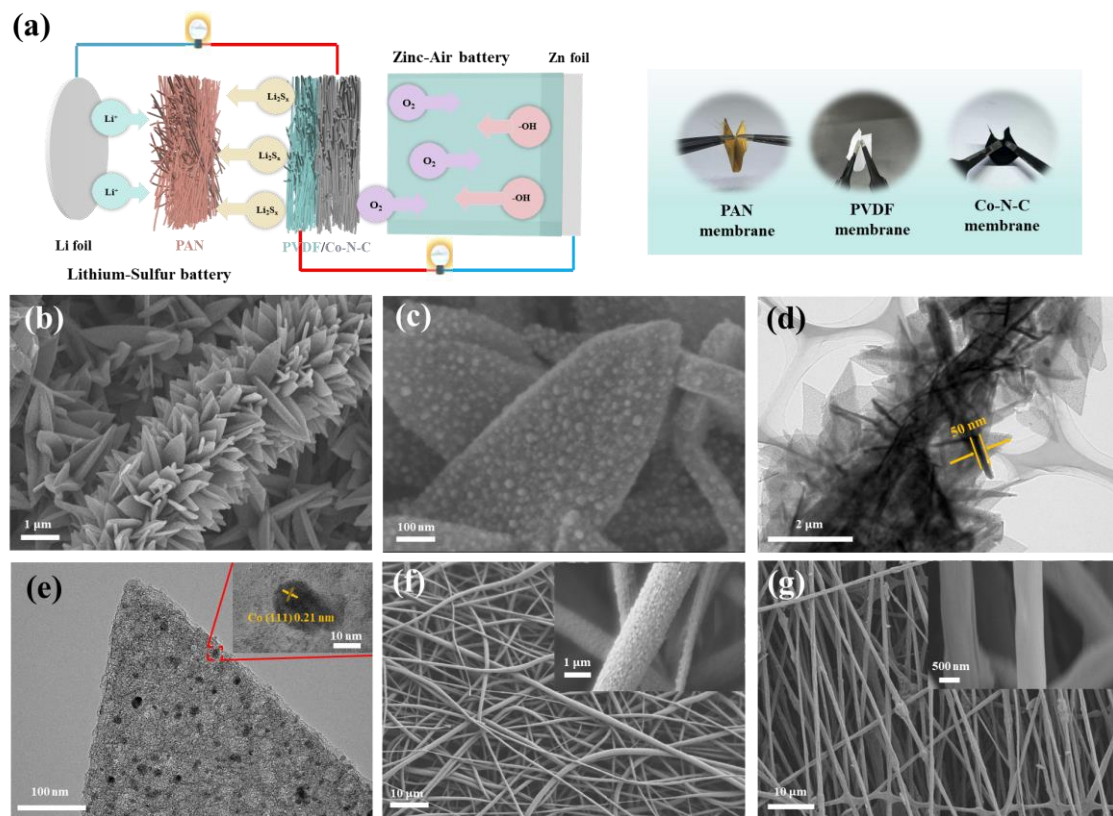 (a)
Zinc-Air battery
Zn foil
Li⁺
Li⁺
Li₂Sₓ
Li₂Sₓ
Li₂Sₓ
O₂
O₂
O₂
O₂
-OH
-OH
Li foil
PAN
PVDF/Co-N-C
Lithium-Sulfur battery
PAN
membrane
PVDF
membrane
Co-N-C
membrane
(b)
1 μm
(c)
100 nm
(d)
50 nm
2 μm
(e)
Co (111) 0.21 nm
10 nm
100 nm
(f)
1 μm
10 μm
(g)
500 nm
10 μm